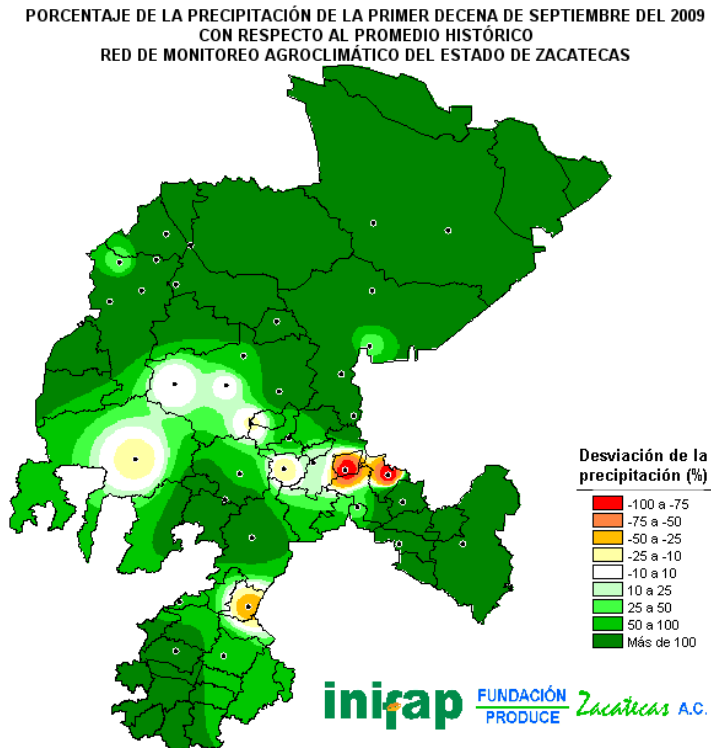 PORCENTAJE DE LA PRECIPITACIÓN DE LA PRIMER DECENA DE SEPTIEMBRE DEL 2009
CON RESPECTO AL PROMEDIO HISTÓRICO
RED DE MONITOREO AGROCLIMÁTICO DEL ESTADO DE ZACATECAS
Desviación de la
precipitación (%)
-100 a -75
-75 a -50
-50 a -25
-25 a -10
-10 a 10
10 a 25
25 a 50
50 a 100
Más de 100
inifap
FUNDACIÓN
PRODUCE
Zacatecas A.C.